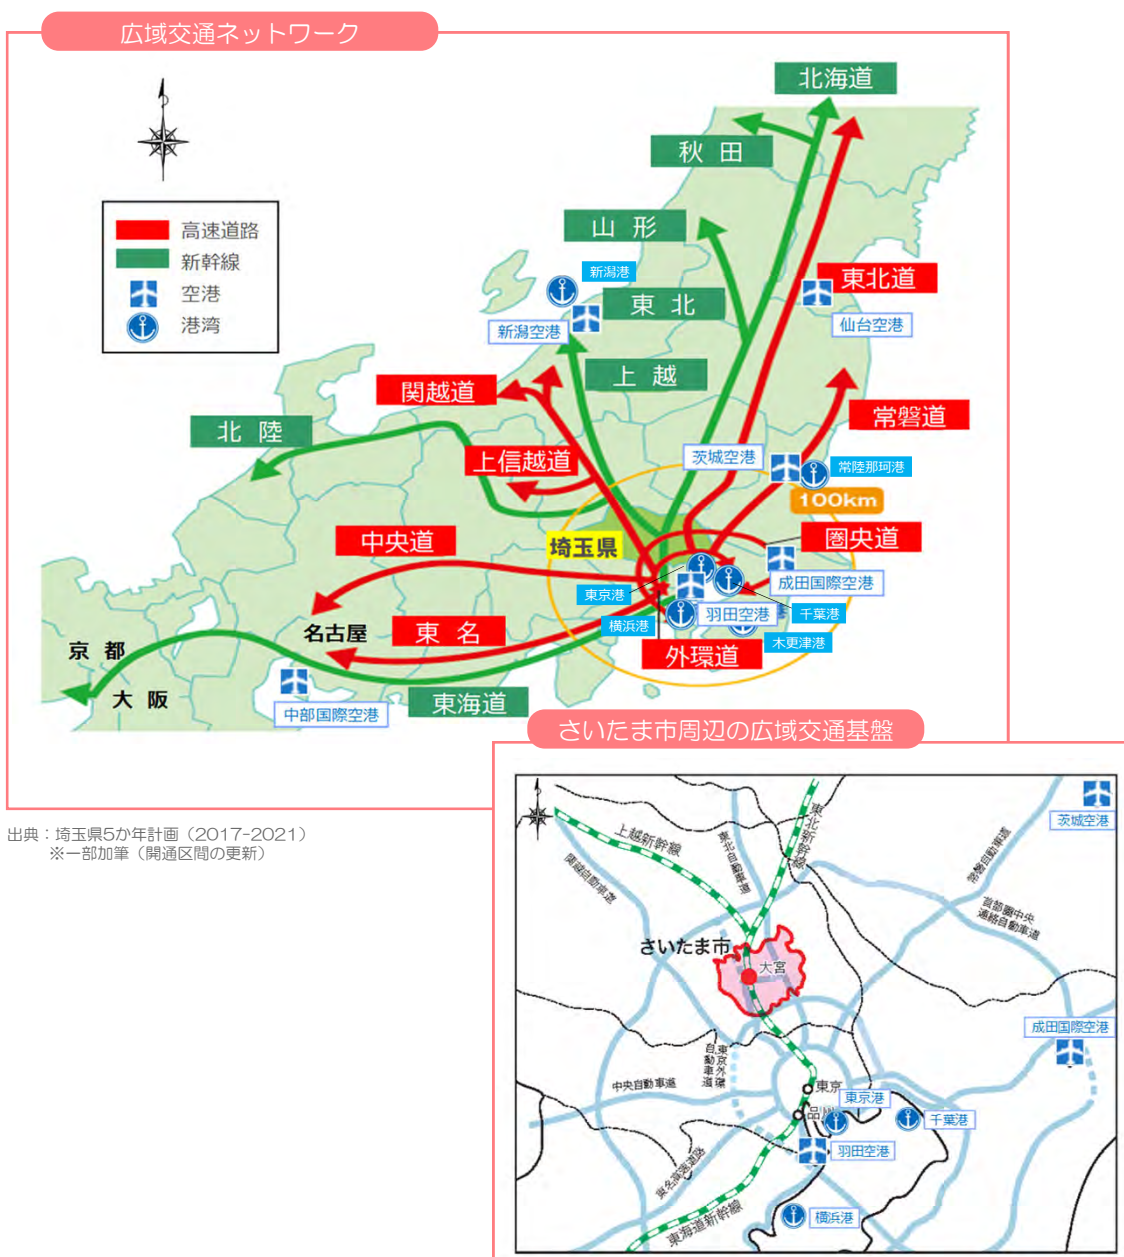 広域交通ネットワーク
北海道
秋田
山形
高速道路
新幹線
空港
港湾
新潟港
東北道
東北
新潟空港
仙台空港
上越
関越道
常磐道
北陸
茨城空港
上信越道
常陸那珂港
100km
中央道
埼玉県
圏央道
成田国際空港
東京港
羽田空港
千葉港
横浜港
名古屋
東名
木更津港
京都
外環道
大阪
東海道
中部国際空港
さいたま市周辺の広域交通基盤
出典：埼玉県5か年計画（2017-2021）
※一部加筆（開通区間の更新）
茨城空港
上越新幹線
東北自動車道
東北新幹線
常磐自動車道
関越自動車道
首都圏中央
連絡自動車道
さいたま市
大宮
成田国際空港
東京外環
自動車道
中央自動車道
東京
東京港
品川
千葉港
羽田空港
東名高速道路
東海道新幹線
横浜港